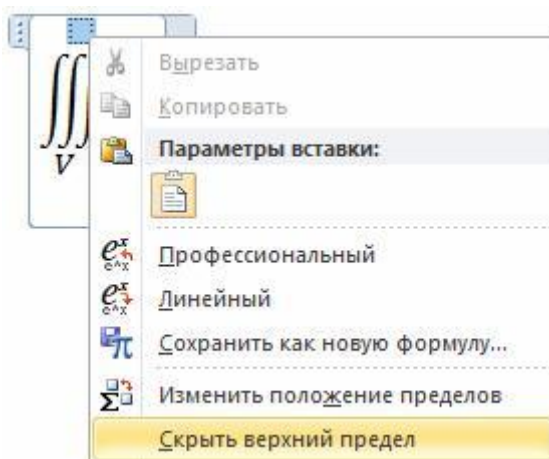 ∭
V
Вырезать
Копировать
Параметры вставки:
Профессиональный
Линейный
Сохранить как новую формулу...
Изменить положение пределов
Скрыть верхний предел